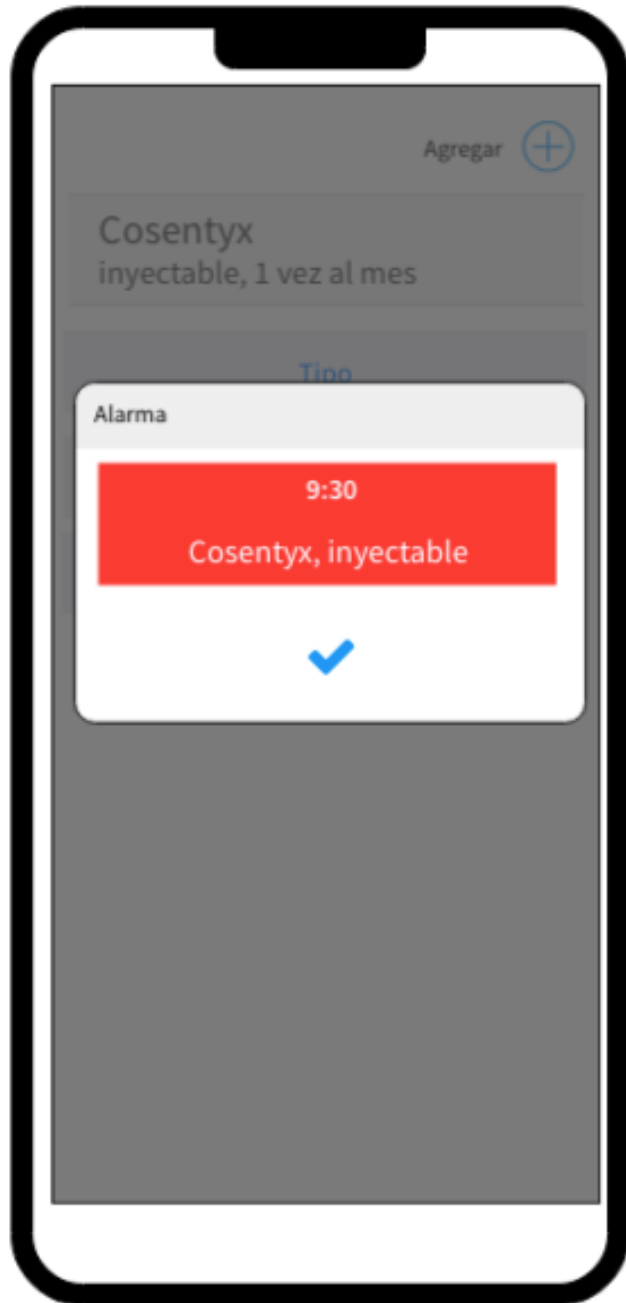 Agregar
Cosentyx
inyectable, 1 vez al mes
Tipo
Alarma
9:30
Cosentyx, inyectable